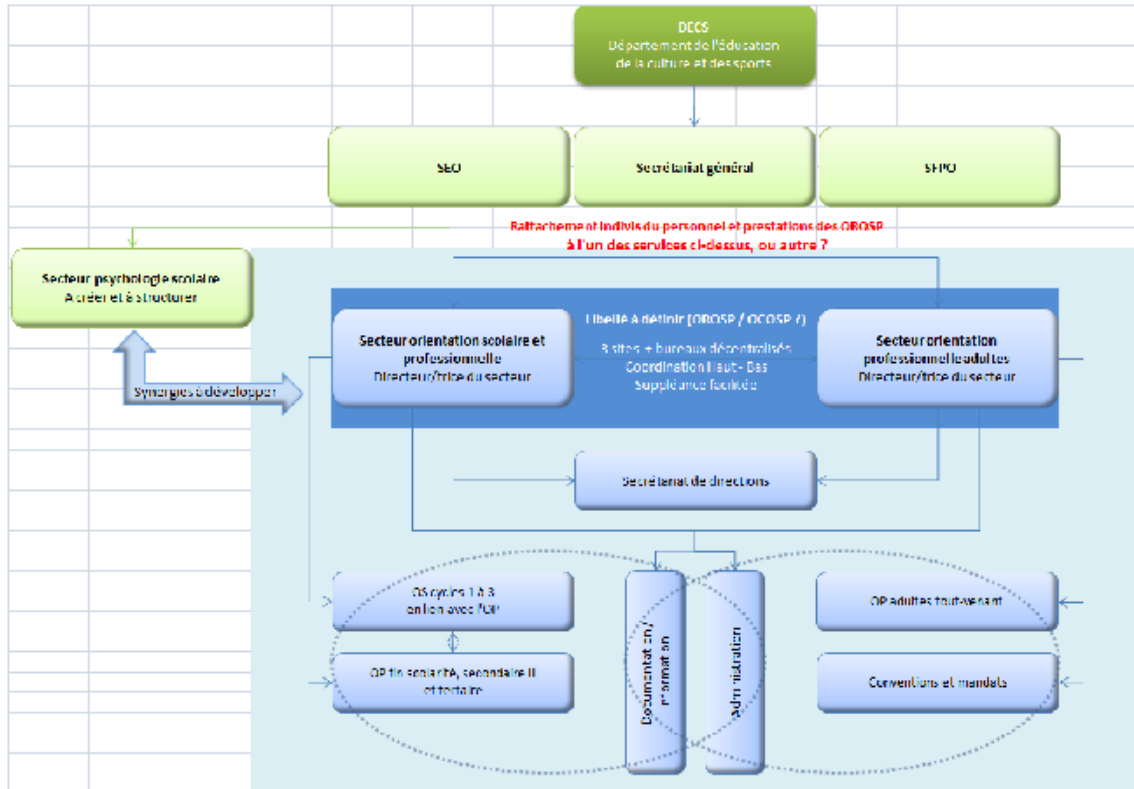 DECS
Département de l'éducation
de la culture et des sports
SEO
Secrétariat général
SFPO
Rattachement indivis du personnel et prestations des OROSP
à l'un des services ci-dessus, ou autre ?
Secteur psychologie scolaire
A créer et à structurer
Libellé à définir (OROSP / OCOSP ?)
Secteur orientation scolaire et
professionnelle
Directeur/trice du secteur
3 sites + bureaux décentralisés
Coordination Haut - Bas
Suppléance facilitée
Secteur orientation
professionnelle adultes
Directeur/trice du secteur
Synergies à développer
Secrétariat de directions
OS cycles 1 à 3
en lien avec l'OP
Documentation /
information
Administration
OP adultes tout-venant
OP fin scolarité, secondaire II
et tertiaire
Conventions et mandats